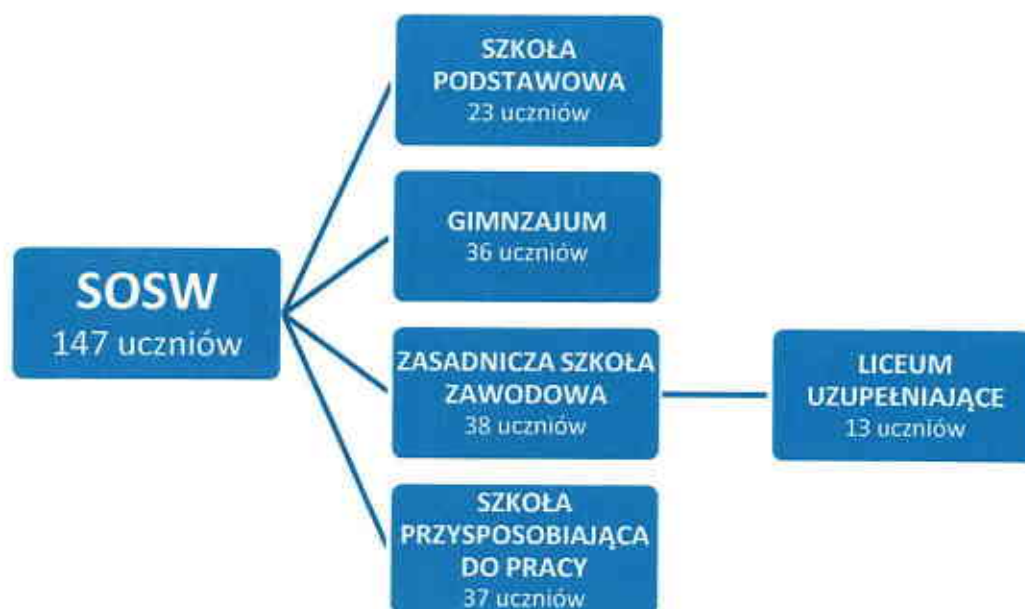 SZKOŁA
PODSTAWOWA
23 uczniów
GIMNZAJUM
36 uczniów
SOSW
147 uczniów
ZASADNICZA SZKOŁA
ZAWODOWA
38 uczniów
LICEUM
UZUPEŁNIAJĄCE
13 uczniów
SZKOŁA
PRZYSPOSOBIAJĄCA
DO PRACY
37 uczniów